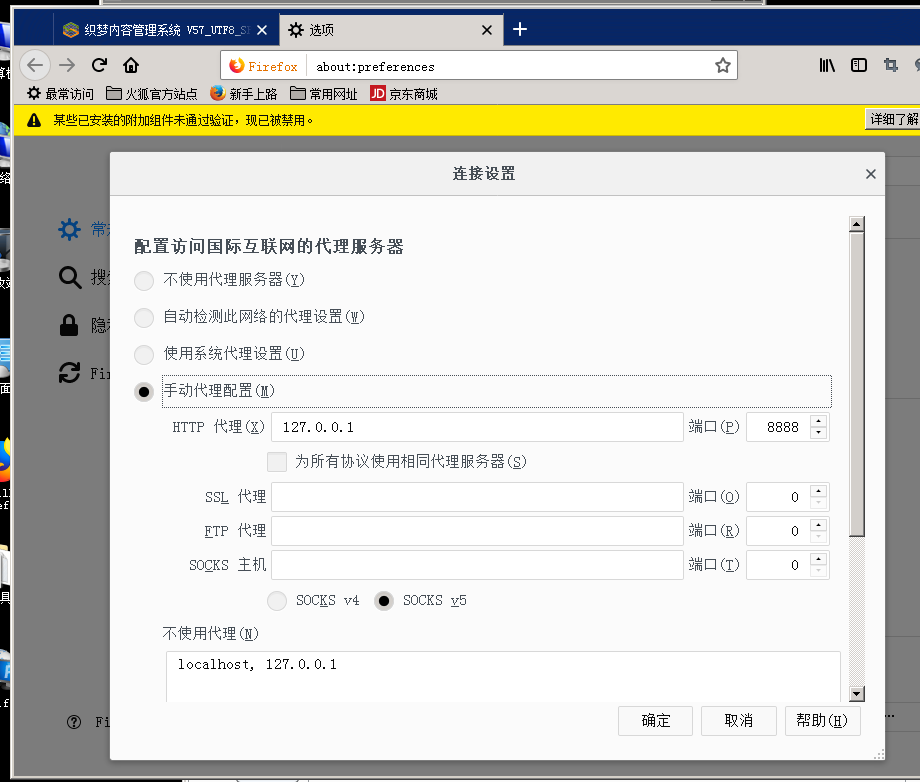 织梦内容管理系统 V57_UTF8_S
选项
Firefox
about:preferences
最常访问
火狐官方站点
新手上路
常用网址
JD 京东商城
某些已安装的附加组件未通过验证，现已被禁用。
详细了解
连接设置
常
搜
隐
Fi
配置访问国际互联网的代理服务器
不使用代理服务器(Y)
自动检测此网络的代理设置(W)
使用系统代理设置(U)
手动代理配置(M)
HTTP 代理(X) 127.0.0.1 端口(P) 8888
为所有协议使用相同代理服务器(S)
SSL 代理 端口(O) 0
FTP 代理 端口(R) 0
SOCKS 主机 端口(T) 0
SOCKS v4 SOCKS v5
不使用代理(N)
localhost, 127.0.0.1
Fi
确定 取消 帮助(H)